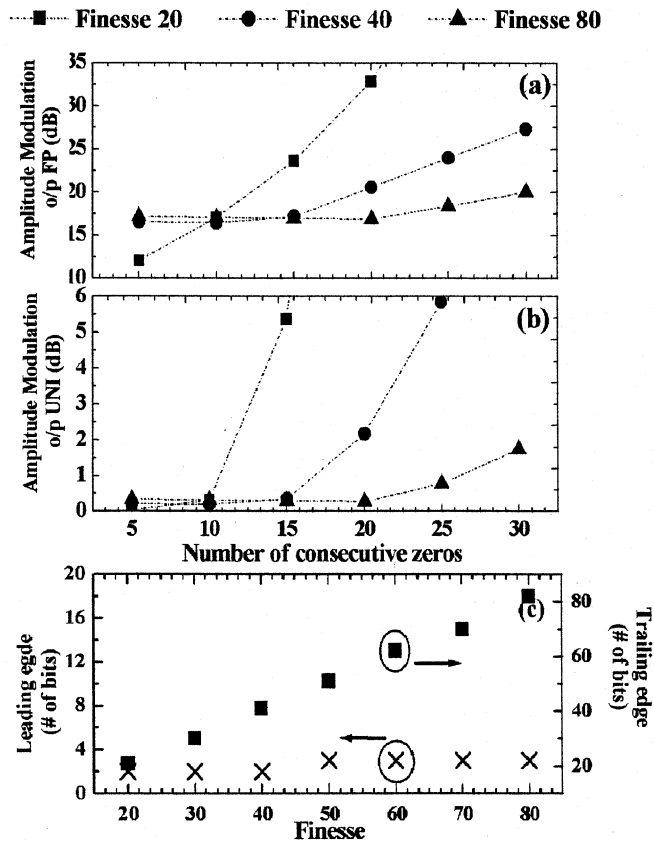 Finesse 20 Finesse 40 Finesse 80
Amplitude Modulation
o/p FP (dB)
35
30
25
20
15
10
(a)
Amplitude Modulation
o/p UNI (dB)
6
5
4
3
2
1
0
(b)
5 10 15 20 25 30
Number of consecutive zeros
Leading egde
(# of bits)
20
16
12
8
4
0
(c)
80
60
40
20
Trailing edge
(# of bits)
20 30 40 50 60 70 80
Finesse